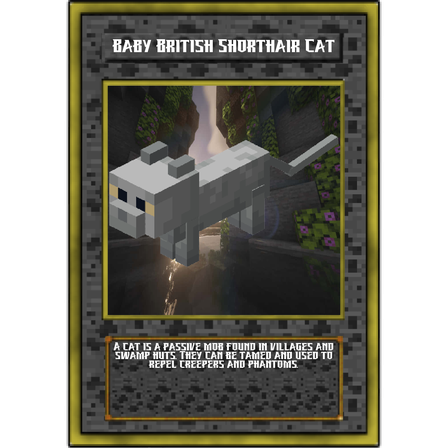 Baby British Shorthair Cat
A cat is a passive mob found in villages and
swamp huts. They can be tamed and used to
repel creepers and phantoms.